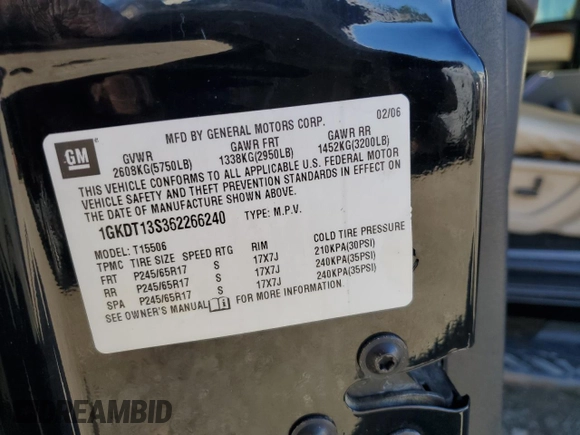 MFD BY GENERAL MOTORS CORP. 02/06
GM
GVWR GAWR FRT GAWR RR
2608KG(5750LB) 1338KG(2950LB) 1452KG(3200LB)
THIS VEHICLE CONFORMS TO ALL APPLICABLE U.S. FEDERAL MOTOR
VEHICLE SAFETY AND THEFT PREVENTION STANDARDS IN EFFECT ON
THE DATE OF MANUFACTURE SHOWN ABOVE.
1GKDT13S362266240 TYPE: M.P.V.
MODEL: T15506
TPMC TIRE SIZE SPEED RTG RIM COLD TIRE PRESSURE
FRT P245/65R17 S 17X7J 210KPA(30PSI)
RR P245/65R17 S 17X7J 240KPA(35PSI)
SPA P245/65R17 S 17X7J 240KPA(35PSI)
SEE OWNER'S MANUAL FOR MORE INFORMATION.
DREAMBID